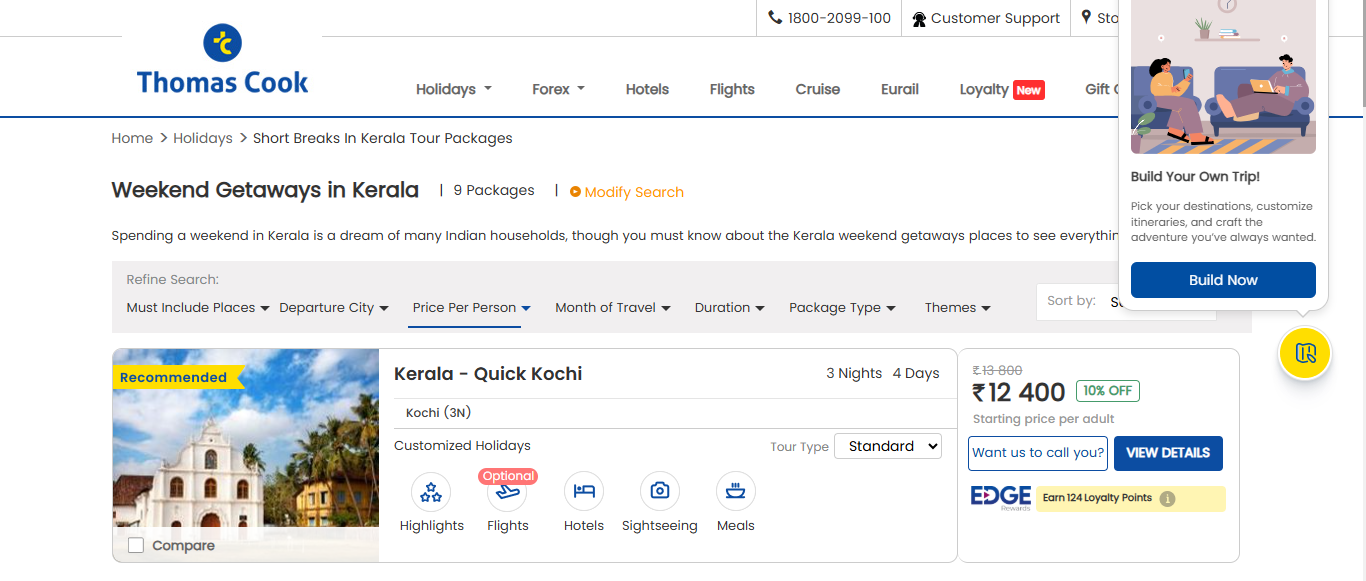 1800-2099-100 Customer Support Sto
Thomas Cook
Holidays Forex Hotels Flights Cruise Eurail Loyalty New Gift
Home > Holidays > Short Breaks In Kerala Tour Packages
Weekend Getaways in Kerala | 9 Packages | Modify Search
Spending a weekend in Kerala is a dream of many Indian households, though you must know about the Kerala weekend getaways places to see everythin
Build Your Own Trip!
Pick your destinations, customize
itineraries, and craft the
adventure you've always wanted.
Build Now
Refine Search:
Must Include Places Departure City Price Per Person Month of Travel Duration Package Type Themes
Sort by:
Recommended
Kerala - Quick Kochi 3 Nights 4 Days
Kochi (3N)
Customized Holidays
Tour Type Standard
Optional
Highlights Flights Hotels Sightseeing Meals
Compare
₹13 800
₹12 400 10% OFF
Starting price per adult
Want us to call you? VIEW DETAILS
EDGE
Rewards
Earn 124 Loyalty Points